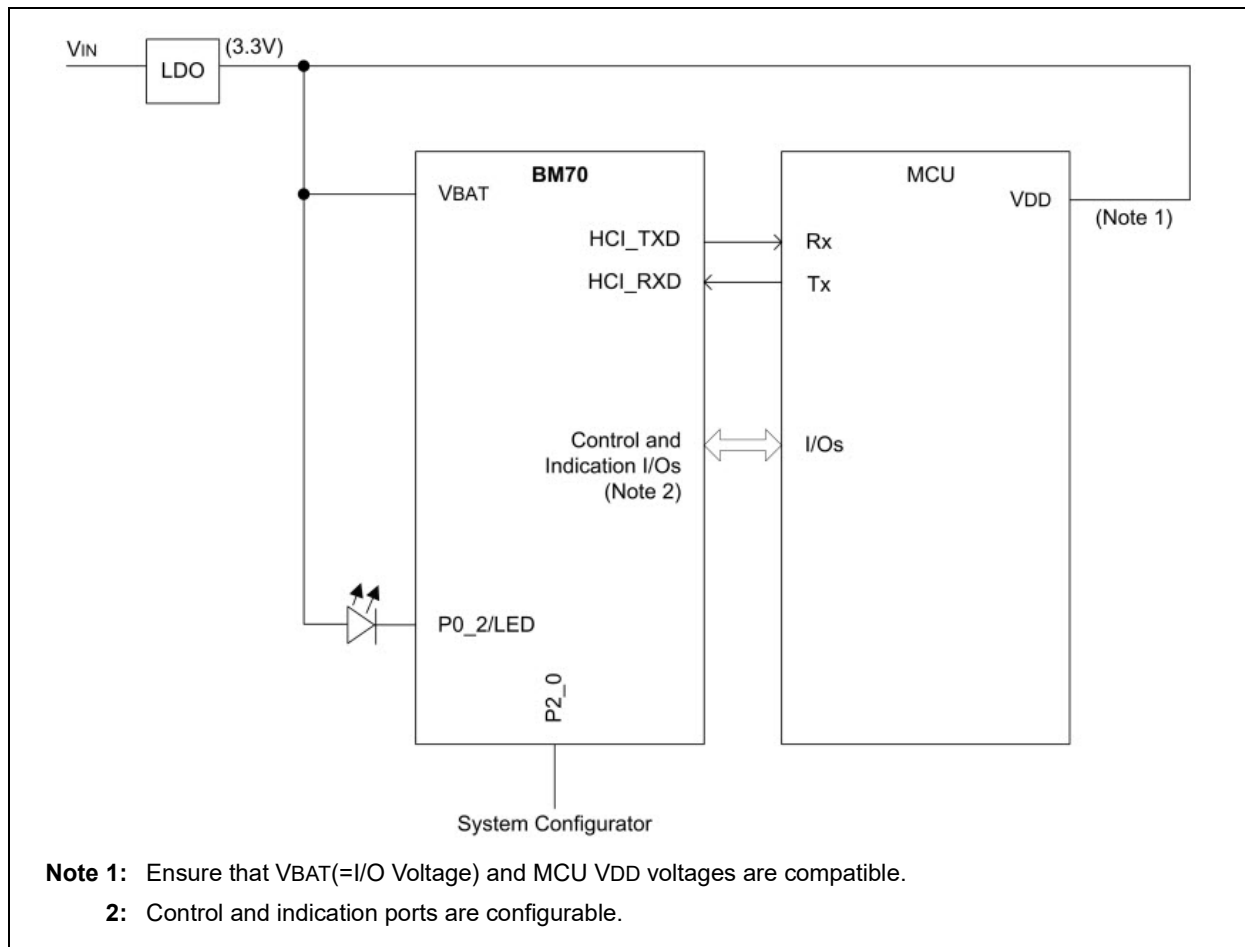 VIN
(3.3V)
LDO
BM70
MCU
VBAT
VDD
(Note 1)
HCI_TXD
Rx
HCI_RXD
Tx
Control and
Indication I/Os
(Note 2)
I/Os
P0_2/LED
P2_0
System Configurator
Note 1: Ensure that VBAT(=I/O Voltage) and MCU VDD voltages are compatible.
2: Control and indication ports are configurable.